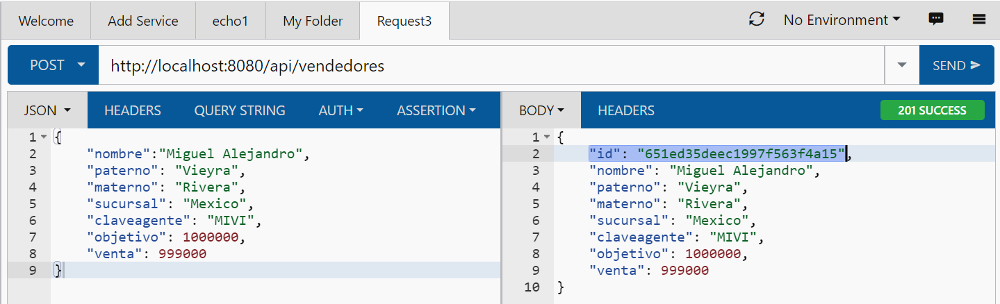 Welcome Add Service echo1 My Folder Request3 No Environment
POST http://localhost:8080/api/vendedores SEND
JSON HEADERS QUERY STRING AUTH ASSERTION
1 {
2 "nombre":"Miguel Alejandro",
3 "paterno": "Vieyra",
4 "materno": "Rivera",
5 "sucursal": "Mexico",
6 "claveagente": "MIVI",
7 "objetivo": 1000000,
8 "venta": 999000
9 }
BODY HEADERS 201 SUCCESS
1 {
2 "id": "651ed35deec1997f563f4a15",
3 "nombre": "Miguel Alejandro",
4 "paterno": "Vieyra",
5 "materno": "Rivera",
6 "sucursal": "Mexico",
7 "claveagente": "MIVI",
8 "objetivo": 1000000,
9 "venta": 999000
10 }